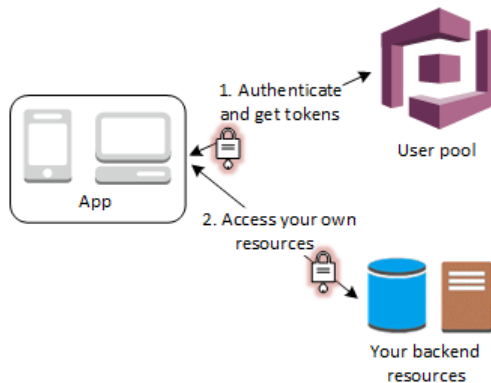 1. Authenticate
and get tokens
User pool
App
2. Access your own
resources
Your backend
resources